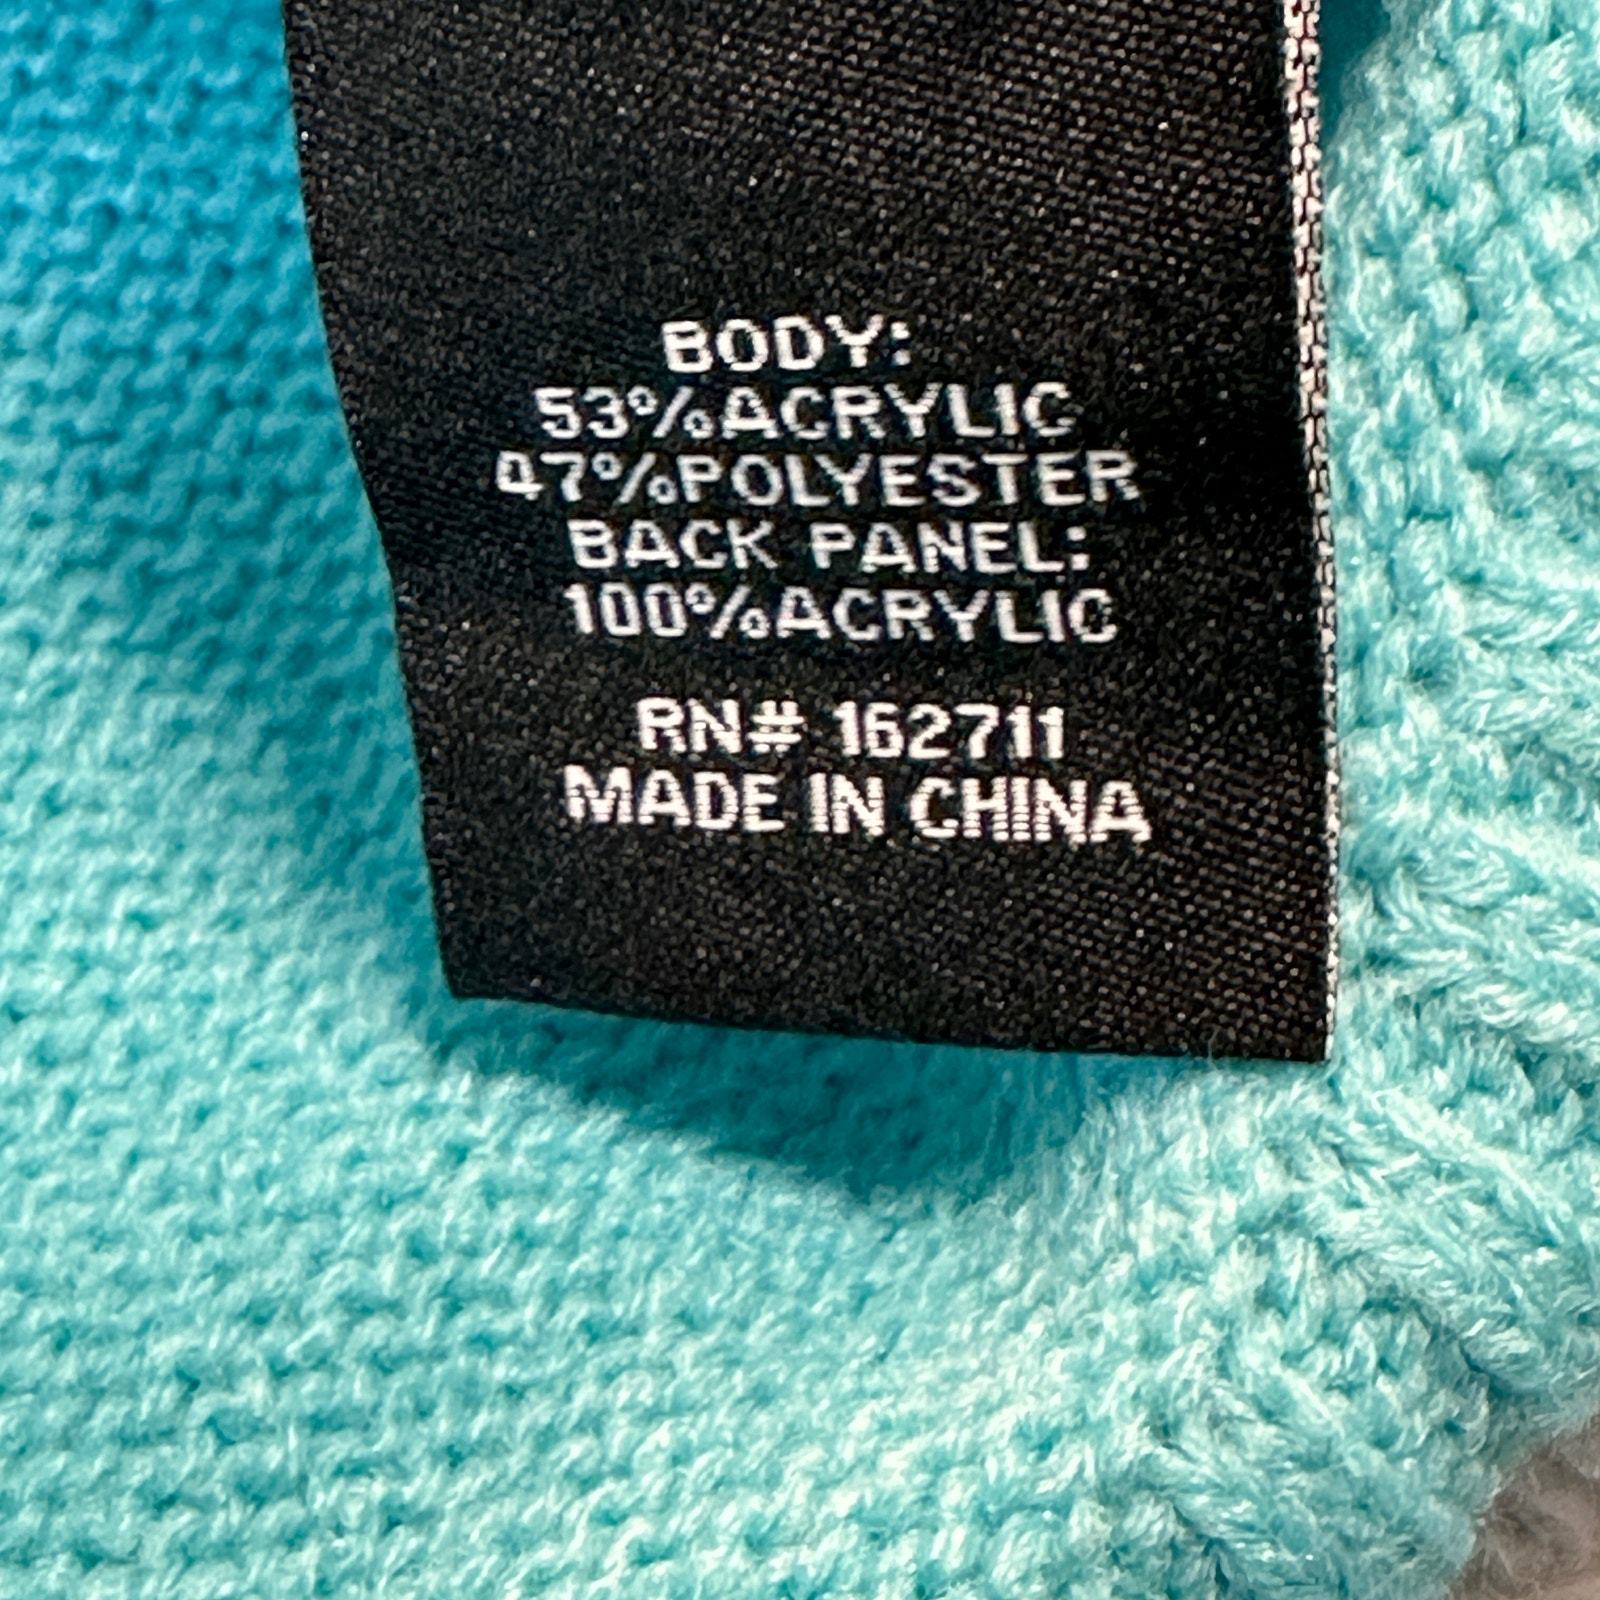 BODY:
53%ACRYLIC
47%POLYESTER
BACK PANEL:
100%ACRYLIC
RN# 162711
MADE IN CHINA